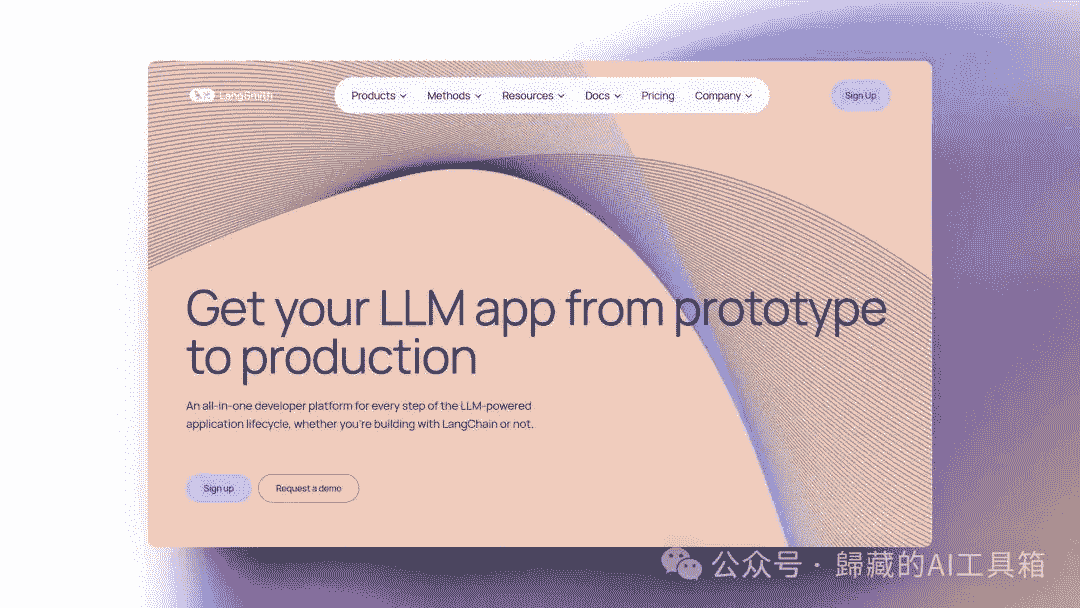 LangSmith
Products Methods Resources Docs Pricing Company
Sign Up
Get your LLM app from prototype
to production
An all-in-one developer platform for every step of the LLM-powered
application lifecycle, whether you're building with LangChain or not.
Sign up Request a demo
公众号 · 歸藏的AI工具箱